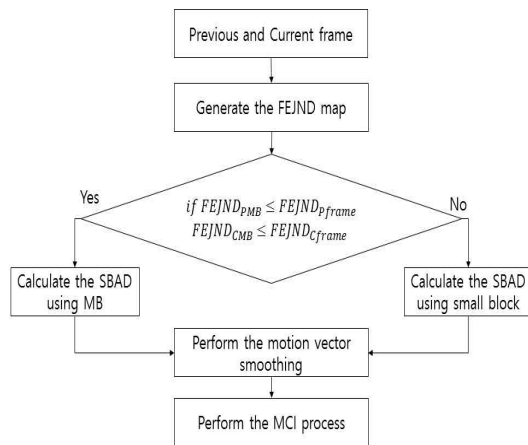 Previous and Current frame
Generate the FEJND map
Yes
No
if FEJND_PMB ≤ FEJND_Pframe
FEJND_CMB ≤ FEJND_Cframe
Calculate the SBAD
using MB
Calculate the SBAD
using small block
Perform the motion vector
smoothing
Perform the MCI process